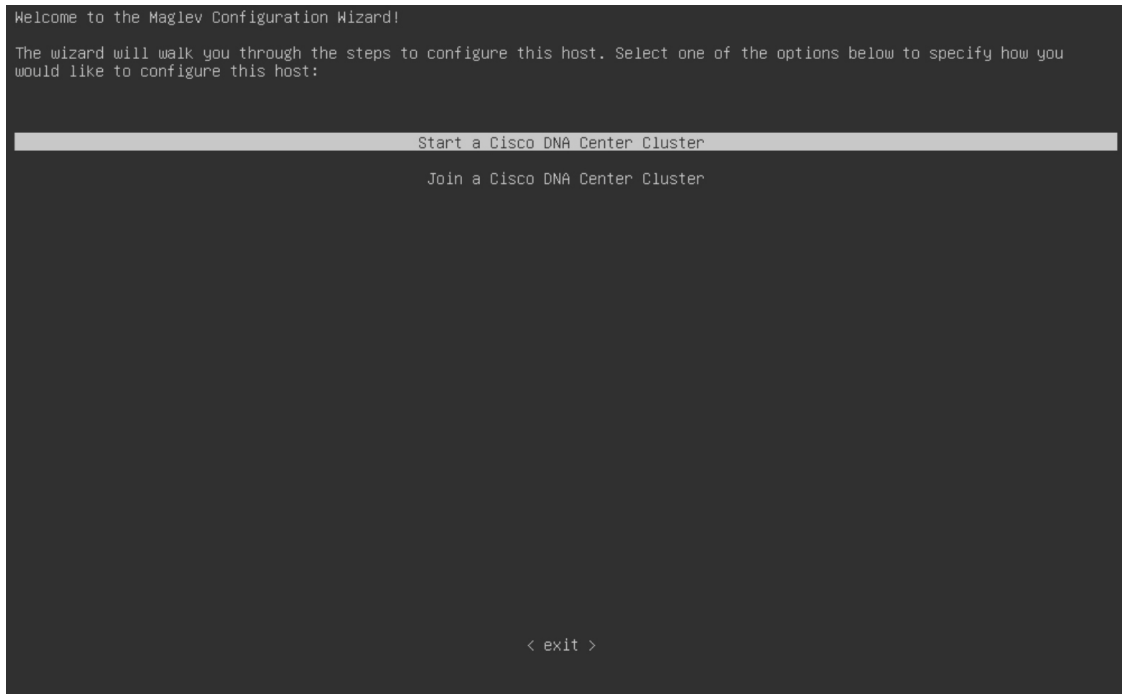 Welcome to the Maglev Configuration Wizard!
The wizard will walk you through the steps to configure this host. Select one of the options below to specify how you
would like to configure this host:
Start a Cisco DNA Center Cluster
Join a Cisco DNA Center Cluster
< exit >